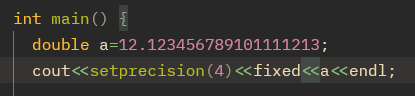 int main() {
double a=12.123456789101111213;
cout<<setprecision(4)<<fixed<<a<<endl;